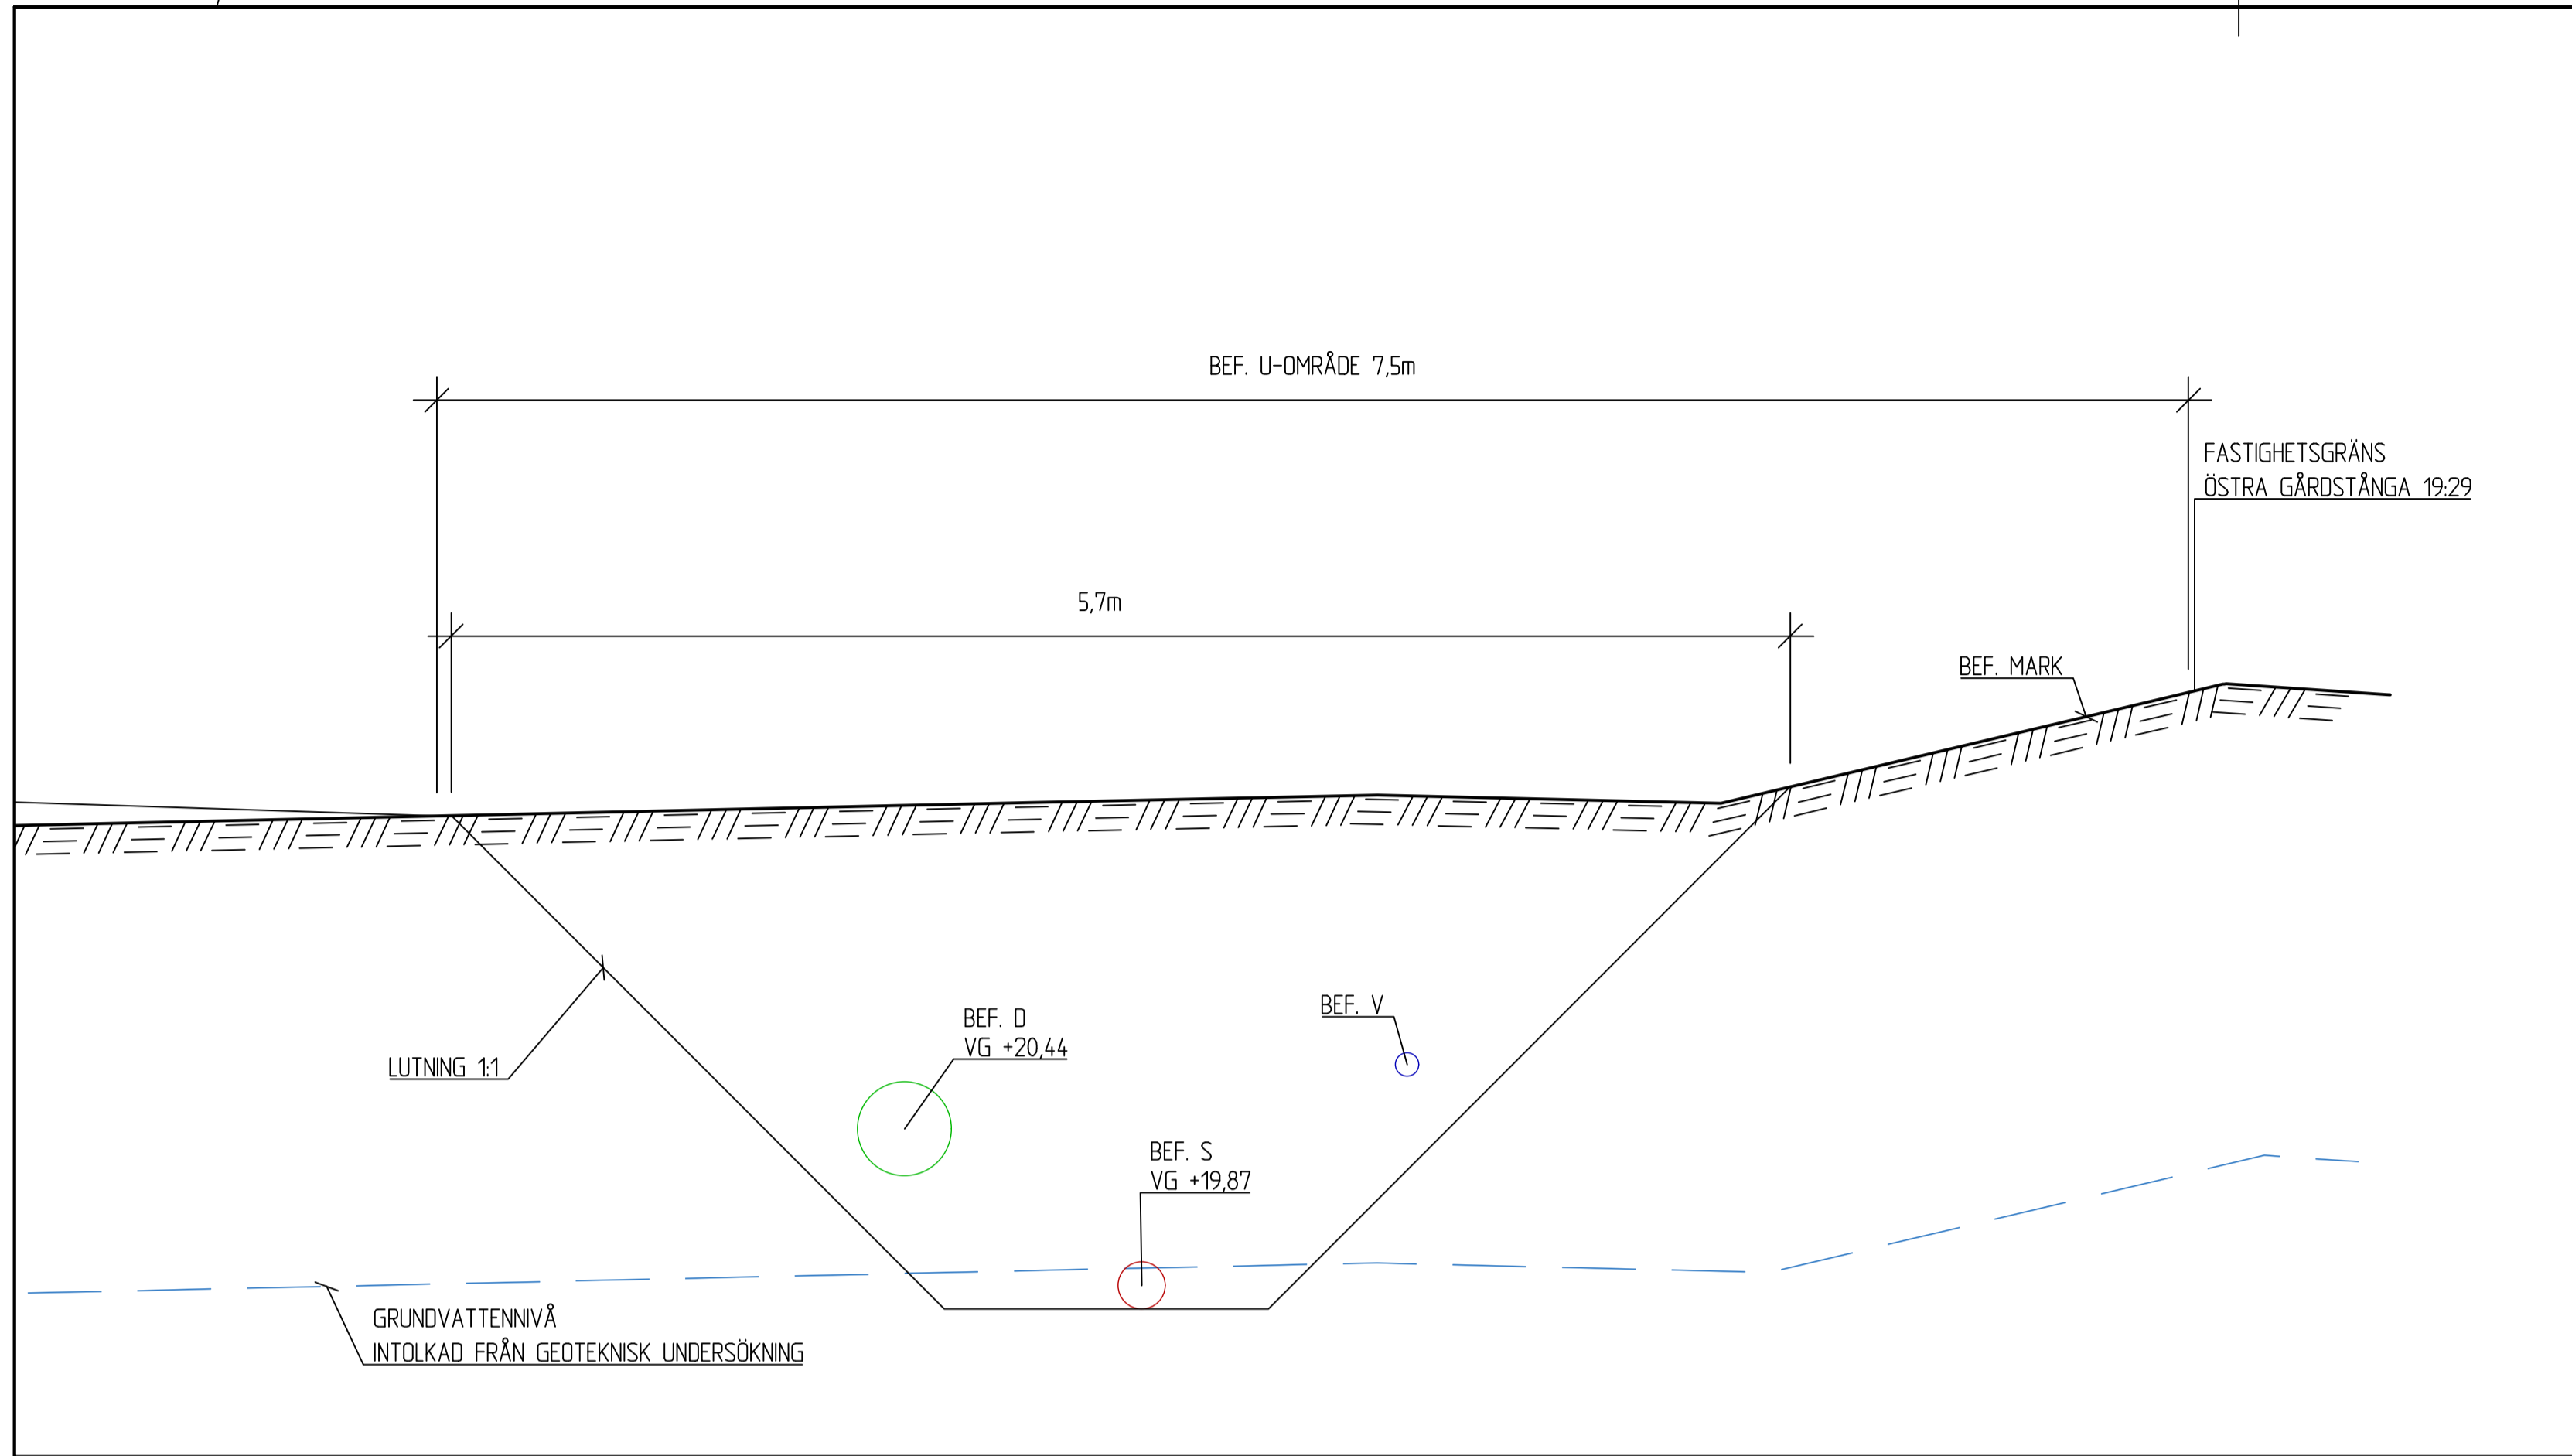 BEF. U-OMRÅDE 7,5m
FASTIGHETSGRÄNS
ÖSTRA GÅRDSTÅNGA 19:29
5,7m
BEF. MARK
BEF. V
BEF. D
VG +20,44
LUTNING 1:1
BEF. S
VG +19,87
GRUNDVATTENNIVÅ
INTOLKAD FRÅN GEOTEKNISK UNDERSÖKNING